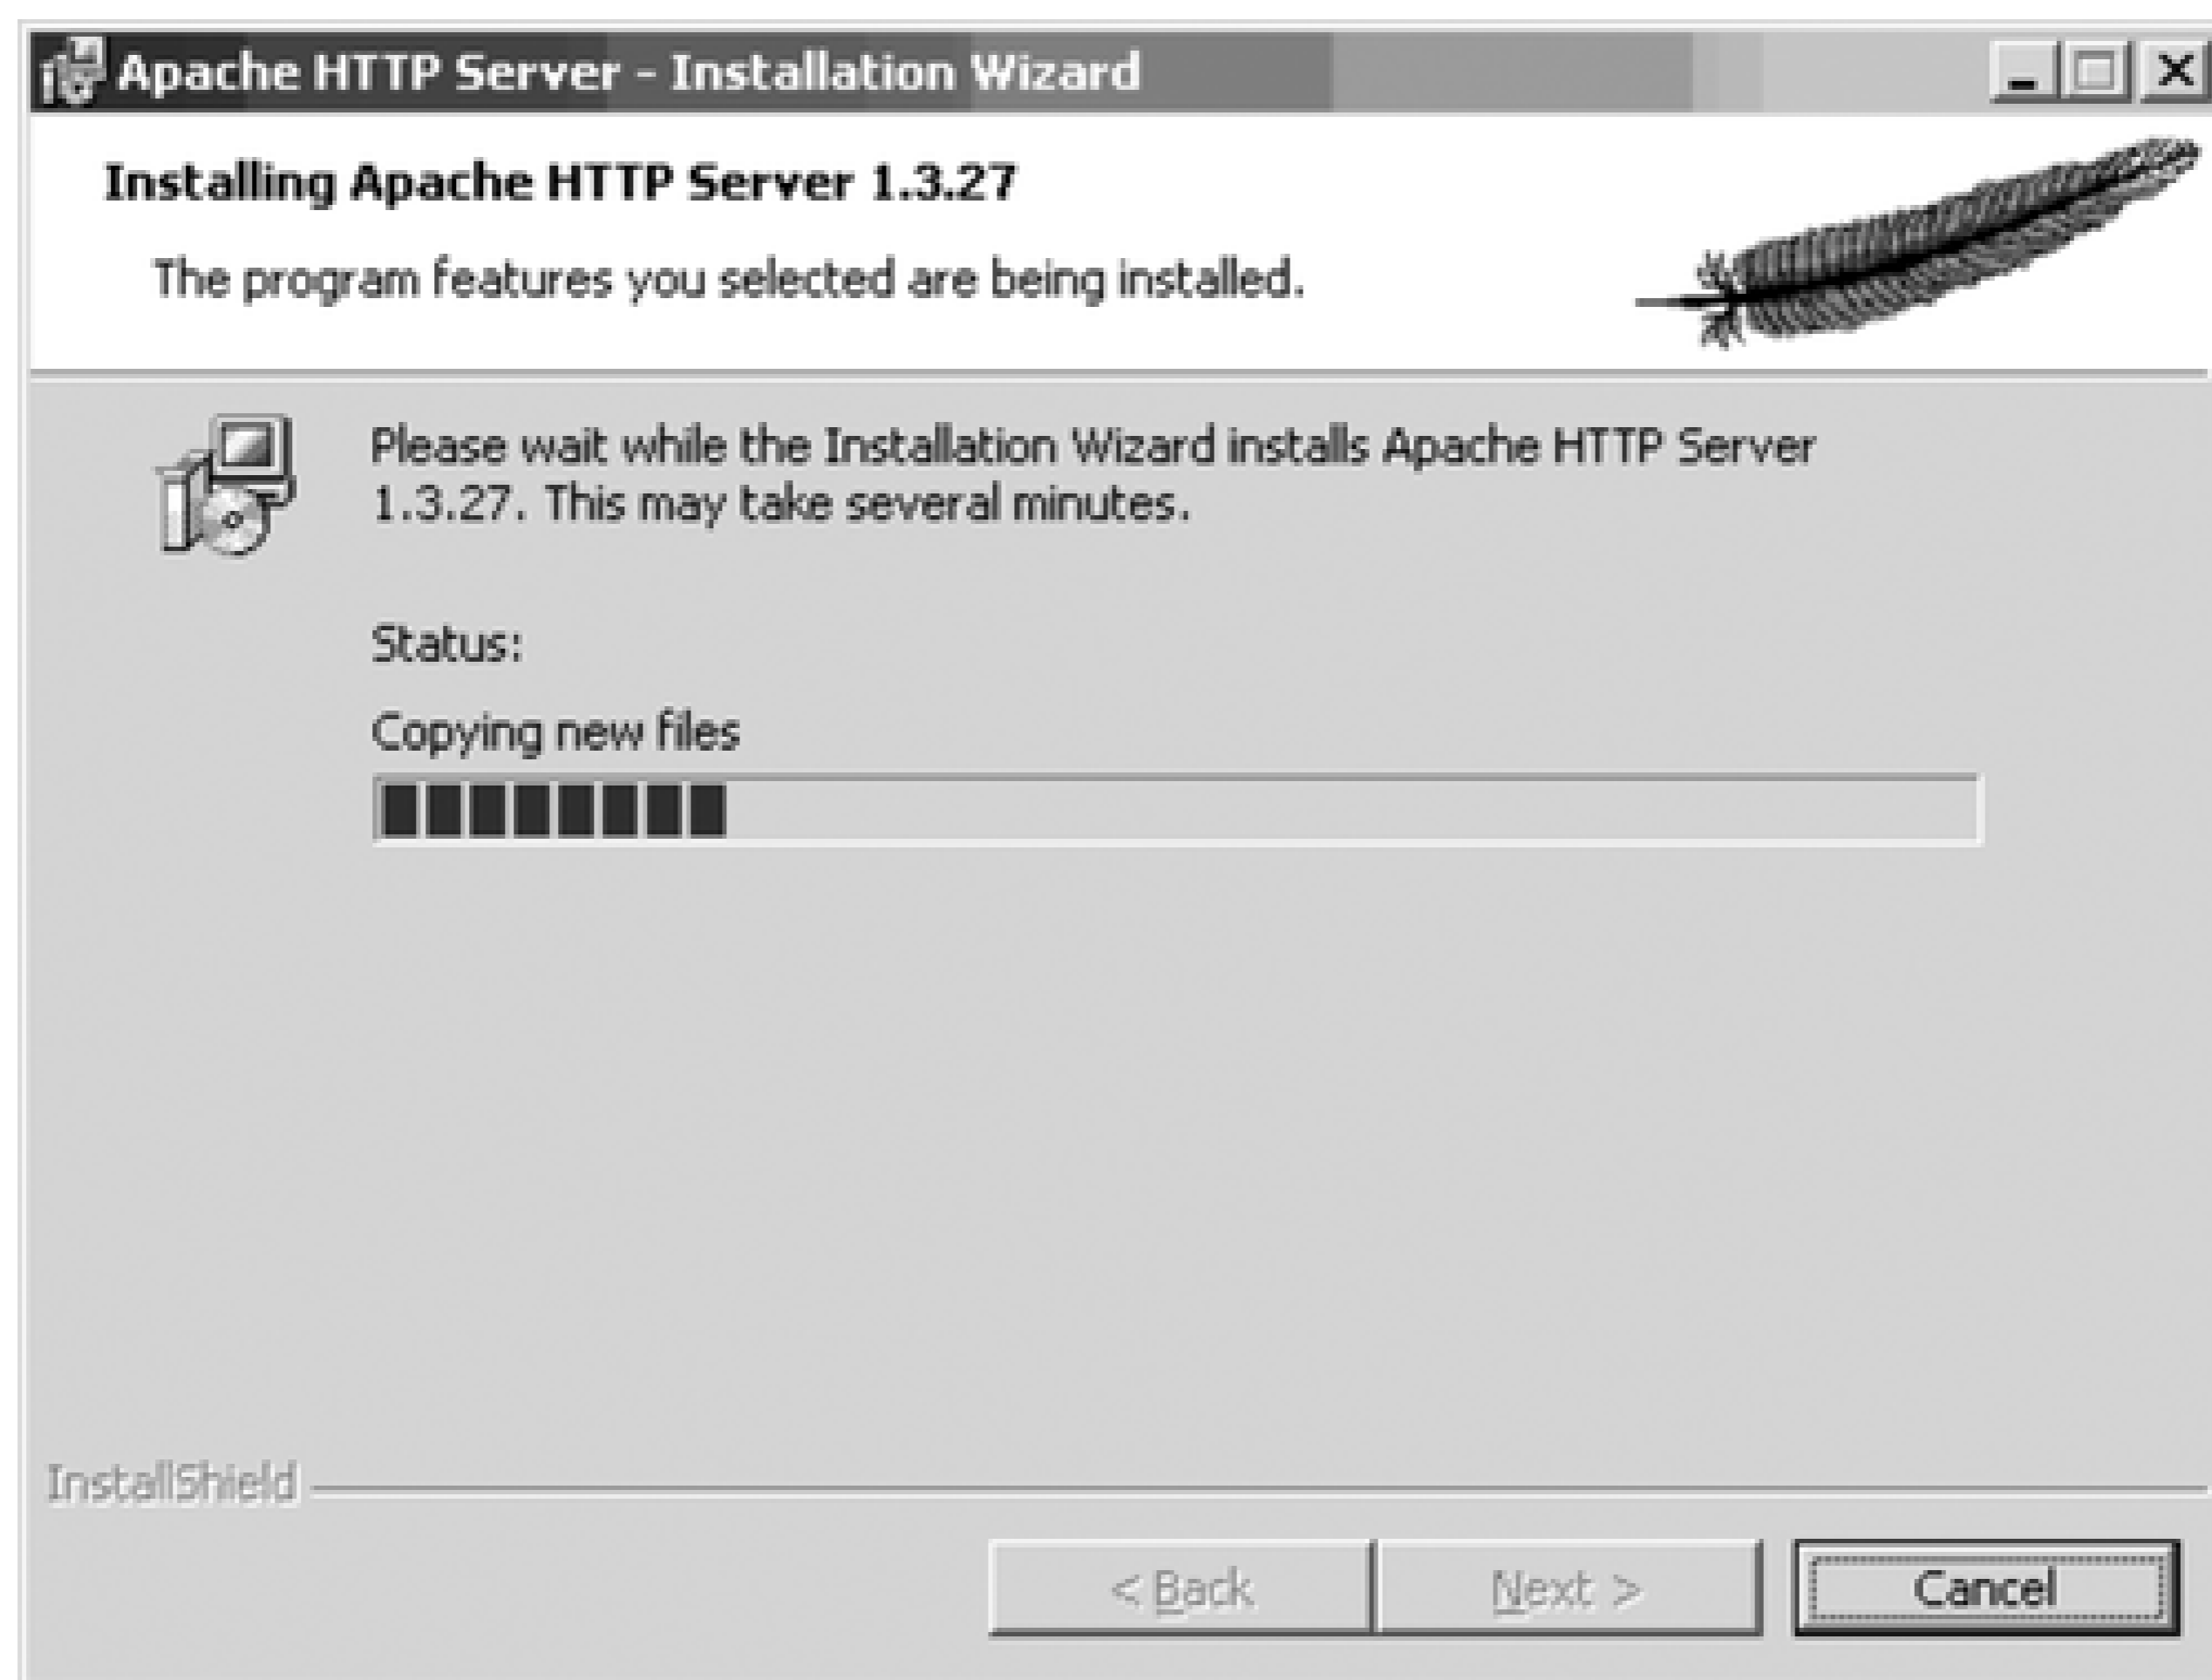 Apache HTTP Server - Installation Wizard
Installing Apache HTTP Server 1.3.27
The program features you selected are being installed.
Please wait while the Installation Wizard installs Apache HTTP Server
1.3.27. This may take several minutes.
Status:
Copying new files
InstallShield
< Back
Next >
Cancel